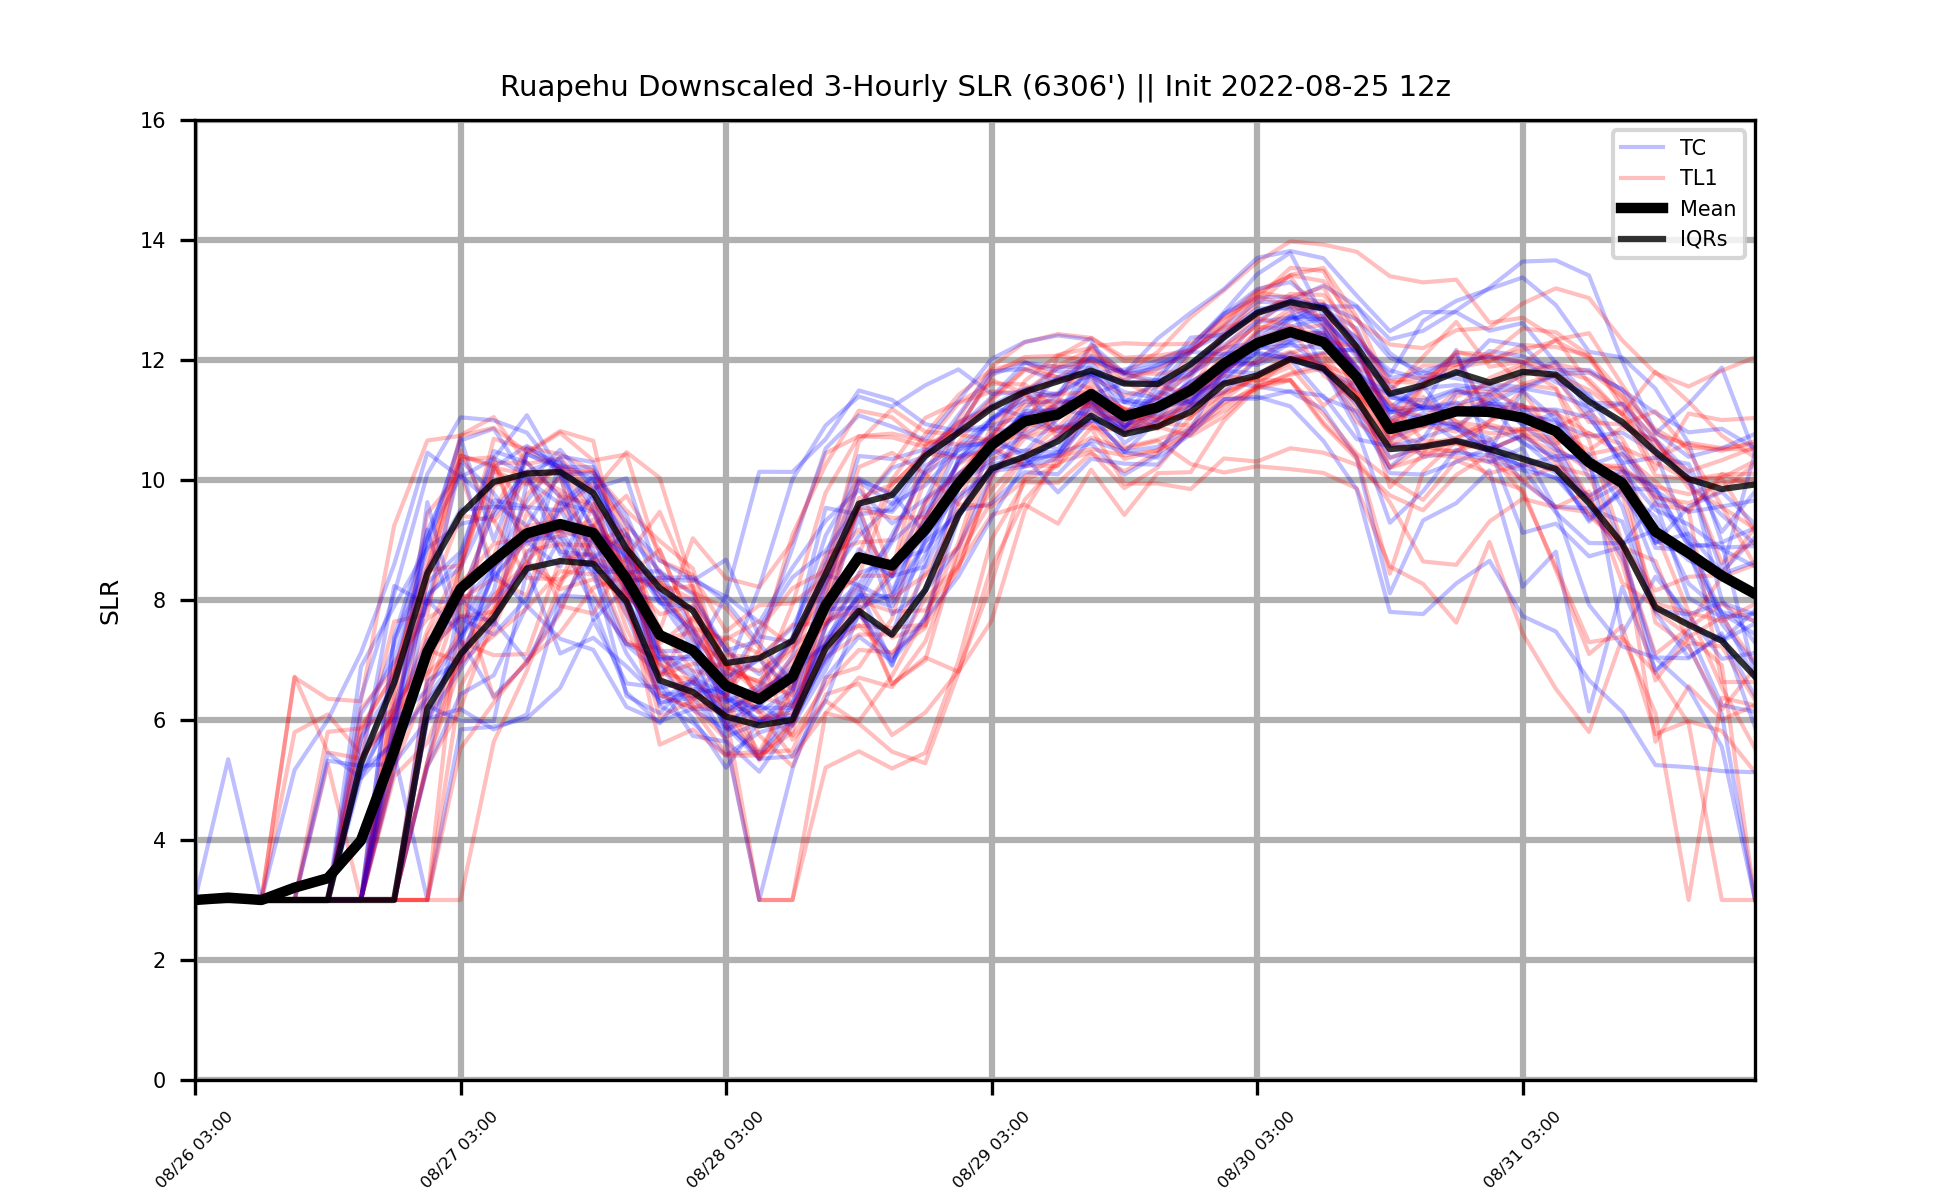 Ruapehu Downscaled 3-Hourly SLR (6306') || Init 2022-08-25 12z
16
14
12
10
8
6
4
2
0
SLR
TC
TL1
Mean
IQRs
08/26 03:00
08/27 03:00
08/28 03:00
08/29 03:00
08/30 03:00
08/31 03:00